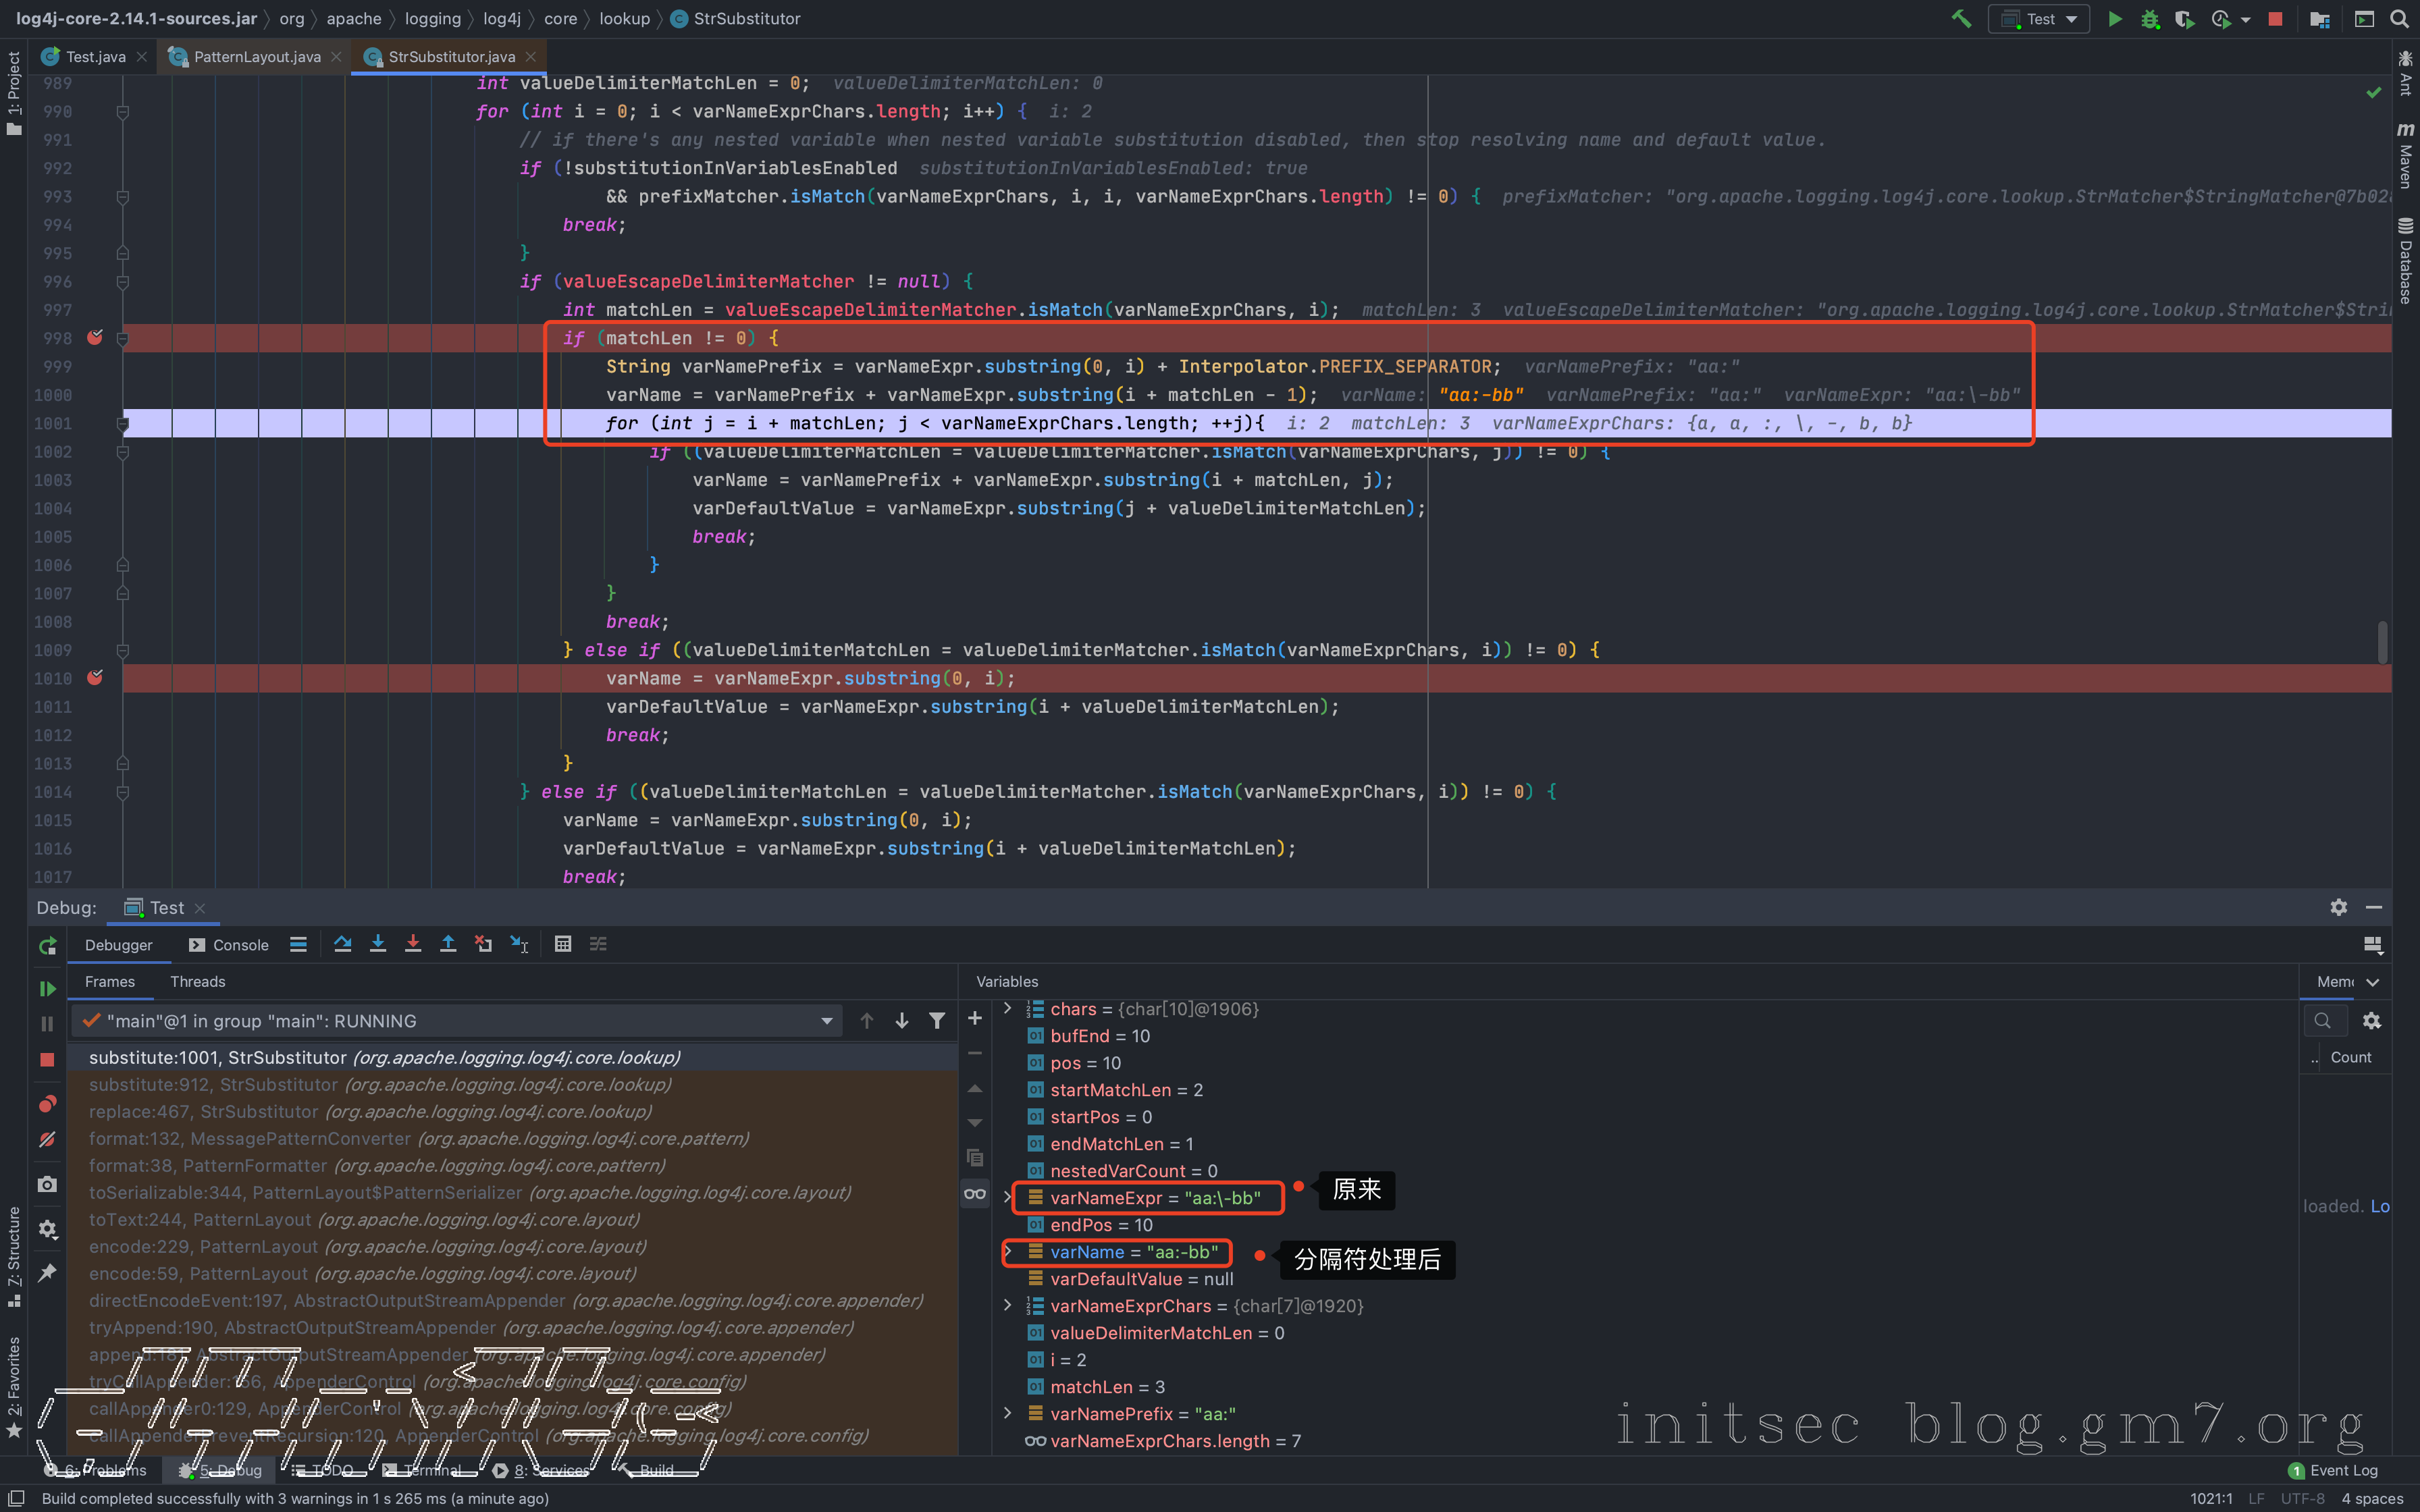 log4j-core-2.14.1-sources.jar 〉 org 〉 apache 〉 logging 〉 log4j 〉 core 〉 lookup 〉 StrSubstitutor
Test
Test.java
PatternLayout.java
StrSubstitutor.java
1: Project
Ant
Maven
Database
989 int valueDelimiterMatchLen = 0; valueDelimiterMatchLen: 0
990 for (int i = 0; i < varNameExprChars.length; i++) { i: 2
991 // if there's any nested variable when nested variable substitution disabled, then stop resolving name and default value.
992 if (!substitutionInVariablesEnabled substitutionInVariablesEnabled: true
993 && prefixMatcher.isMatch(varNameExprChars, i, i, varNameExprChars.length) != 0) { prefixMatcher: "org.apache.logging.log4j.core.lookup.StrMatcher$StringMatcher@7b02
994 break;
995 }
996 if (valueEscapeDelimiterMatcher != null) {
997 int matchLen = valueEscapeDelimiterMatcher.isMatch(varNameExprChars, i); matchLen: 3 valueEscapeDelimiterMatcher: "org.apache.logging.log4j.core.lookup.StrMatcher$Stri
998 if (matchLen != 0) {
999 String varNamePrefix = varNameExpr.substring(0, i) + Interpolator.PREFIX_SEPARATOR; varNamePrefix: "aa:"
1000 varName = varNamePrefix + varNameExpr.substring(i + matchLen - 1); varName: "aa:-bb" varNamePrefix: "aa:" varNameExpr: "aa:\-bb"
1001 for (int j = i + matchLen; j < varNameExprChars.length; ++j){ i: 2 matchLen: 3 varNameExprChars: {a, a, :, \, -, b, b}
1002 if ((valueDelimiterMatchLen = valueDelimiterMatcher.isMatch(varNameExprChars, j)) != 0) {
1003 varName = varNamePrefix + varNameExpr.substring(i + matchLen, j);
1004 varDefaultValue = varNameExpr.substring(j + valueDelimiterMatchLen);
1005 break;
1006 }
1007 }
1008 break;
1009 } else if ((valueDelimiterMatchLen = valueDelimiterMatcher.isMatch(varNameExprChars, i)) != 0) {
1010 varName = varNameExpr.substring(0, i);
1011 varDefaultValue = varNameExpr.substring(i + valueDelimiterMatchLen);
1012 break;
1013 }
1014 } else if ((valueDelimiterMatchLen = valueDelimiterMatcher.isMatch(varNameExprChars, i)) != 0) {
1015 varName = varNameExpr.substring(0, i);
1016 varDefaultValue = varNameExpr.substring(i + valueDelimiterMatchLen);
1017 break;
Debug: Test
Debugger
Console
Frames
Threads
"main"@1 in group "main": RUNNING
substitute:1001, StrSubstitutor (org.apache.logging.log4j.core.lookup)
substitute:912, StrSubstitutor (org.apache.logging.log4j.core.lookup)
replace:467, StrSubstitutor (org.apache.logging.log4j.core.lookup)
format:132, MessagePatternConverter (org.apache.logging.log4j.core.pattern)
format:38, PatternFormatter (org.apache.logging.log4j.core.pattern)
toSerializable:344, PatternLayout$PatternSerializer (org.apache.logging.log4j.core.layout)
toText:244, PatternLayout (org.apache.logging.log4j.core.layout)
encode:229, PatternLayout (org.apache.logging.log4j.core.layout)
encode:59, PatternLayout (org.apache.logging.log4j.core.layout)
directEncodeEvent:197, AbstractOutputStreamAppender (org.apache.logging.log4j.core.appender)
tryAppend:190, AbstractOutputStreamAppender (org.apache.logging.log4j.core.appender)
append:181, AbstractOutputStreamAppender (org.apache.logging.log4j.core.appender)
tryCallAppender:156, AppenderControl (org.apache.logging.log4j.core.config)
callAppender0:129, AppenderControl (org.apache.logging.log4j.core.config)
callAppenderPreventRecursion:120, AppenderControl (org.apache.logging.log4j.core.config)
Variables
chars = {char[10]@1906}
bufEnd = 10
pos = 10
startMatchLen = 2
startPos = 0
endMatchLen = 1
nestedVarCount = 0
varNameExpr = "aa:\-bb"
原来
endPos = 10
varName = "aa:-bb"
分隔符处理后
varDefaultValue = null
varNameExprChars = {char[7]@1920}
valueDelimiterMatchLen = 0
i = 2
matchLen = 3
varNamePrefix = "aa:"
varNameExprChars.length = 7
Mem
.. Count
loaded. Lo
7: Structure
2: Favorites
initsec blog.gm7.org
6: Problems
5: Debug
TODO
Terminal
8: Services
Build
1 Event Log
Build completed successfully with 3 warnings in 1 s 265 ms (a minute ago)
1021:1 LF UTF-8 4 spaces